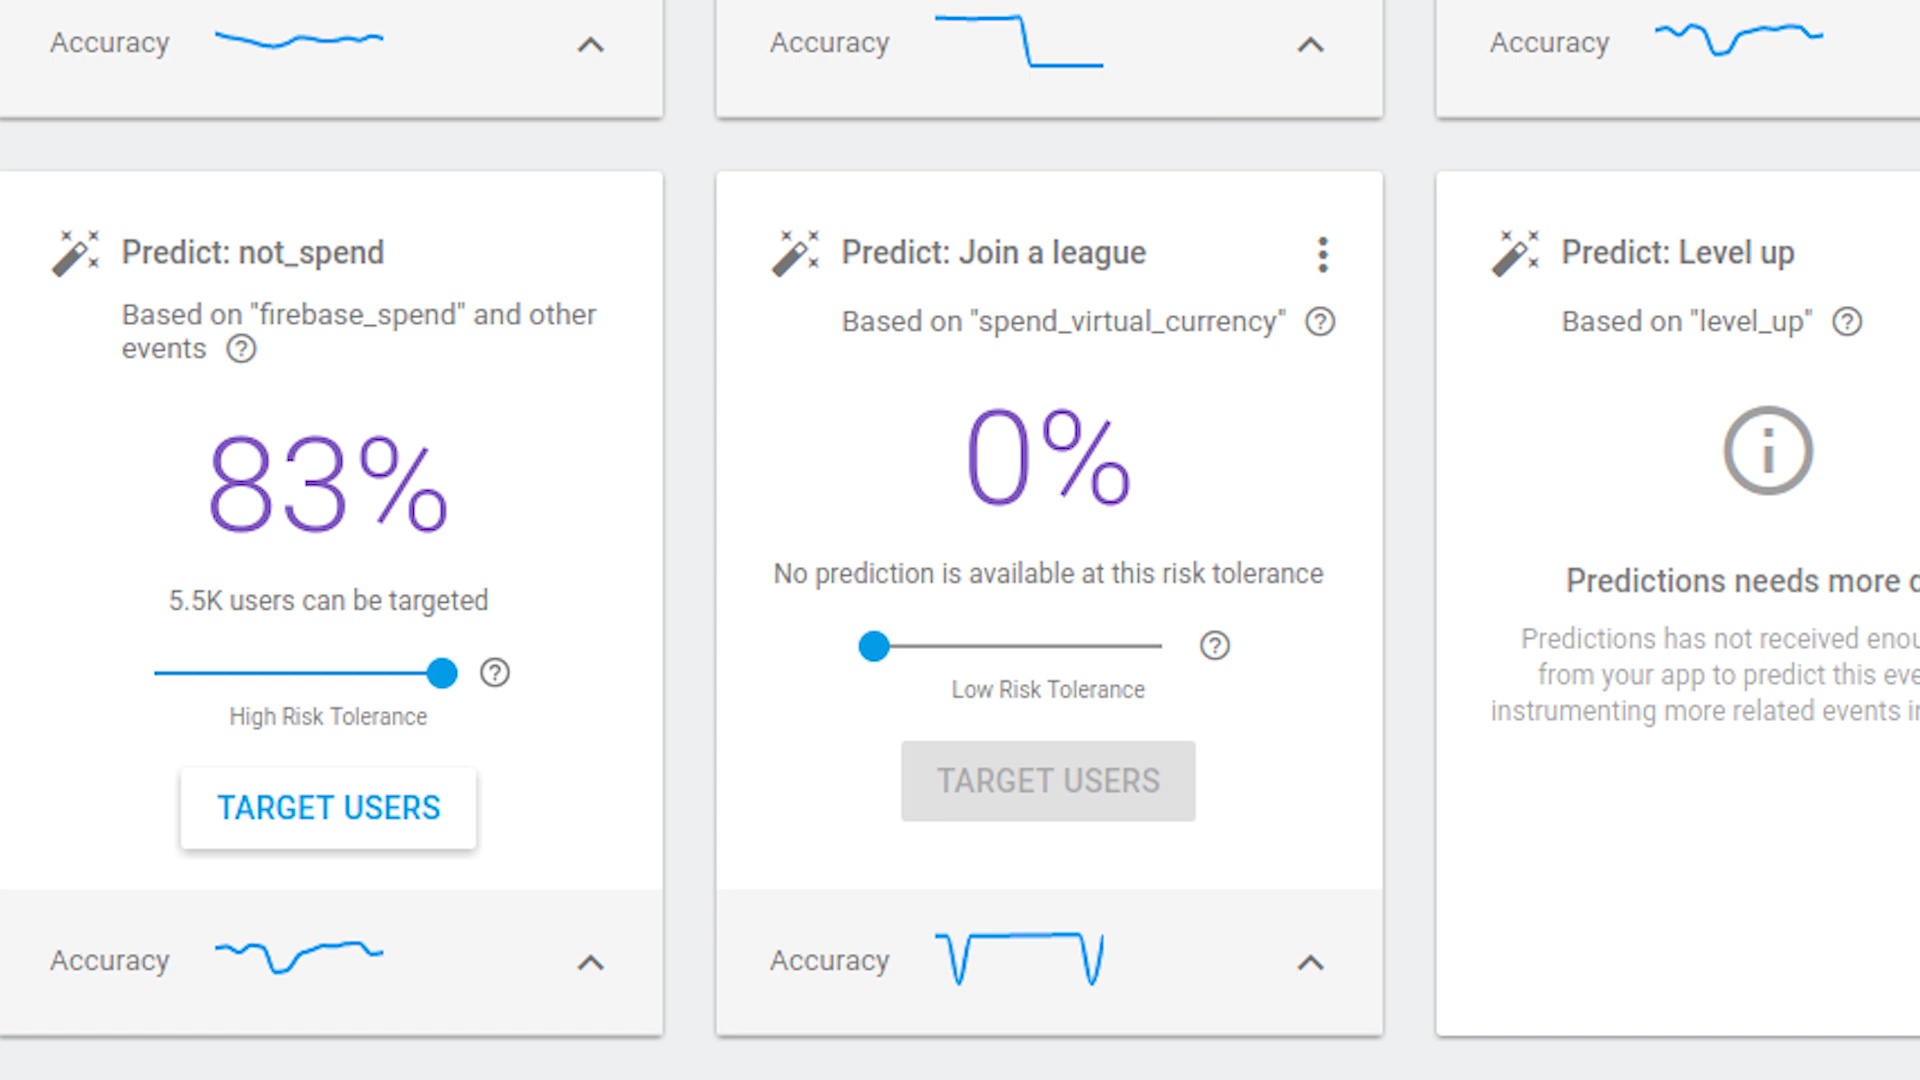 Accuracy
Accuracy
Accuracy
Predict: not_spend
Based on "firebase_spend" and other
events
83%
5.5K users can be targeted
High Risk Tolerance
TARGET USERS
Accuracy
Predict: Join a league
Based on "spend_virtual_currency"
0%
No prediction is available at this risk tolerance
Low Risk Tolerance
TARGET USERS
Accuracy
Predict: Level up
Based on "level_up"
Predictions needs more
Predictions has not received
from your app to predict this
instrumenting more related events